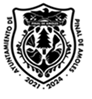 AYUNTAMIENTO DE
PINAL DE AMOLES
2021 - 2024